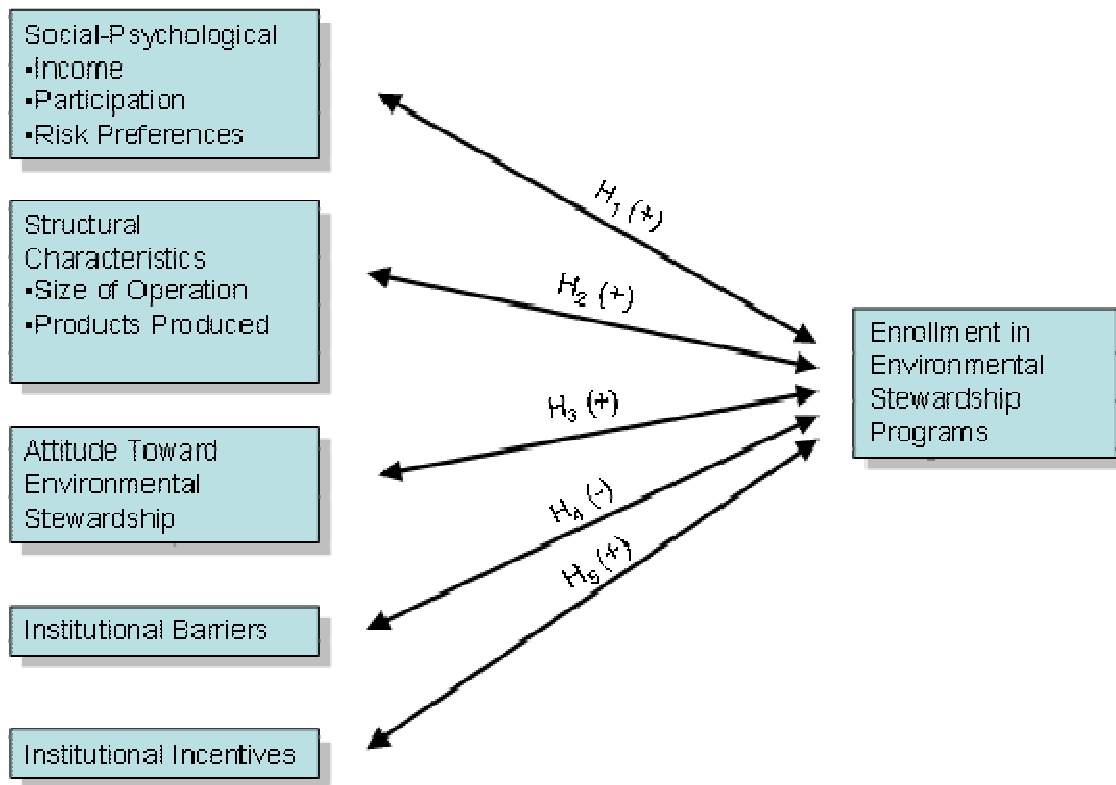 Social-Psychological
▪Income
▪Participation
▪Risk Preferences
Structural
Characteristics
▪Size of Operation
▪Products Produced
Attitude Toward
Environmental
Stewardship
Institutional Barriers
Institutional Incentives
H₁ (+)
H₂ (+)
H₃ (+)
H₄ (-)
H₅ (+)
Enrollment in
Environmental
Stewardship
Programs